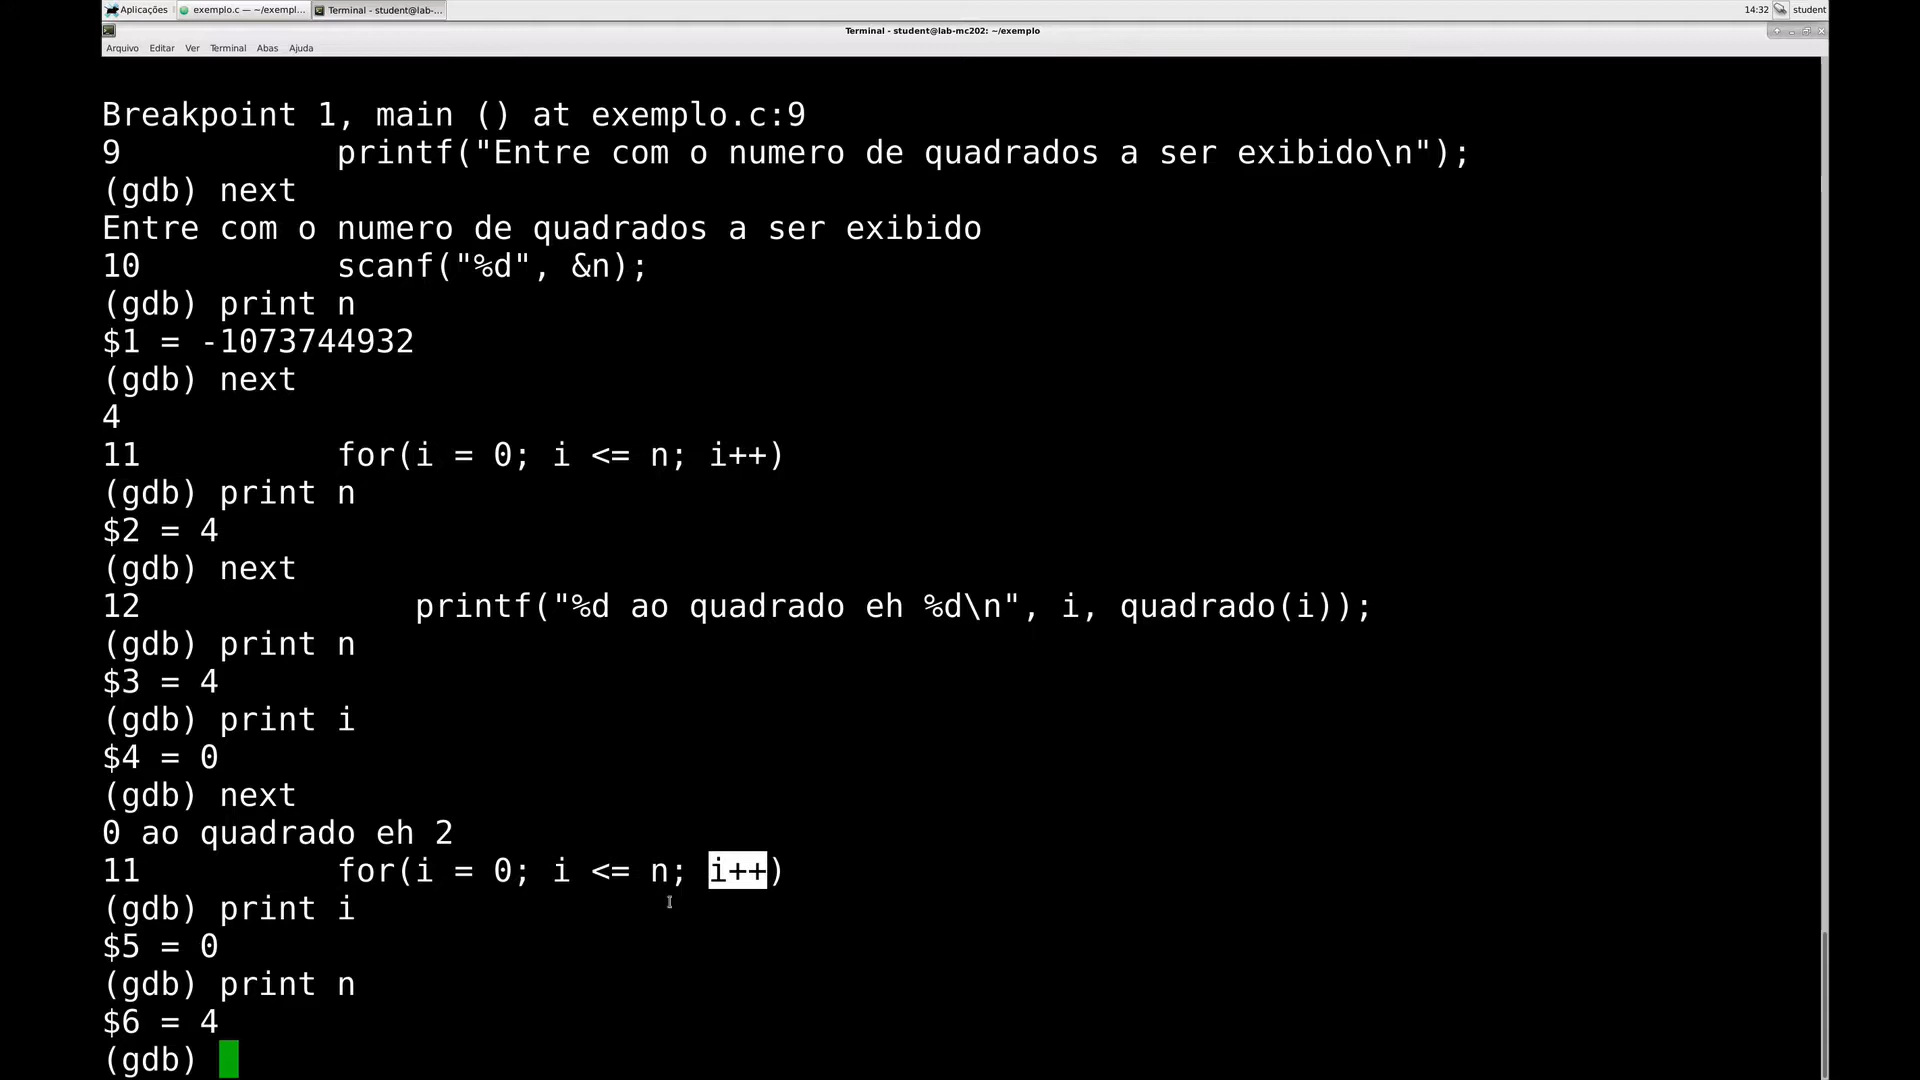 Aplicações
exemplo.c — ~/exempl...
Terminal - student@lab-...
14:32
student
Terminal - student@lab-mc202: ~/exemplo
Arquivo Editar Ver Terminal Abas Ajuda
Breakpoint 1, main () at exemplo.c:9
9 printf("Entre com o numero de quadrados a ser exibido\n");
(gdb) next
Entre com o numero de quadrados a ser exibido
10 scanf("%d", &n);
(gdb) print n
$1 = -1073744932
(gdb) next
4
11 for(i = 0; i <= n; i++)
(gdb) print n
$2 = 4
(gdb) next
12 printf("%d ao quadrado eh %d\n", i, quadrado(i));
(gdb) print n
$3 = 4
(gdb) print i
$4 = 0
(gdb) next
0 ao quadrado eh 2
11 for(i = 0; i <= n; i++)
(gdb) print i
$5 = 0
(gdb) print n
$6 = 4
(gdb)